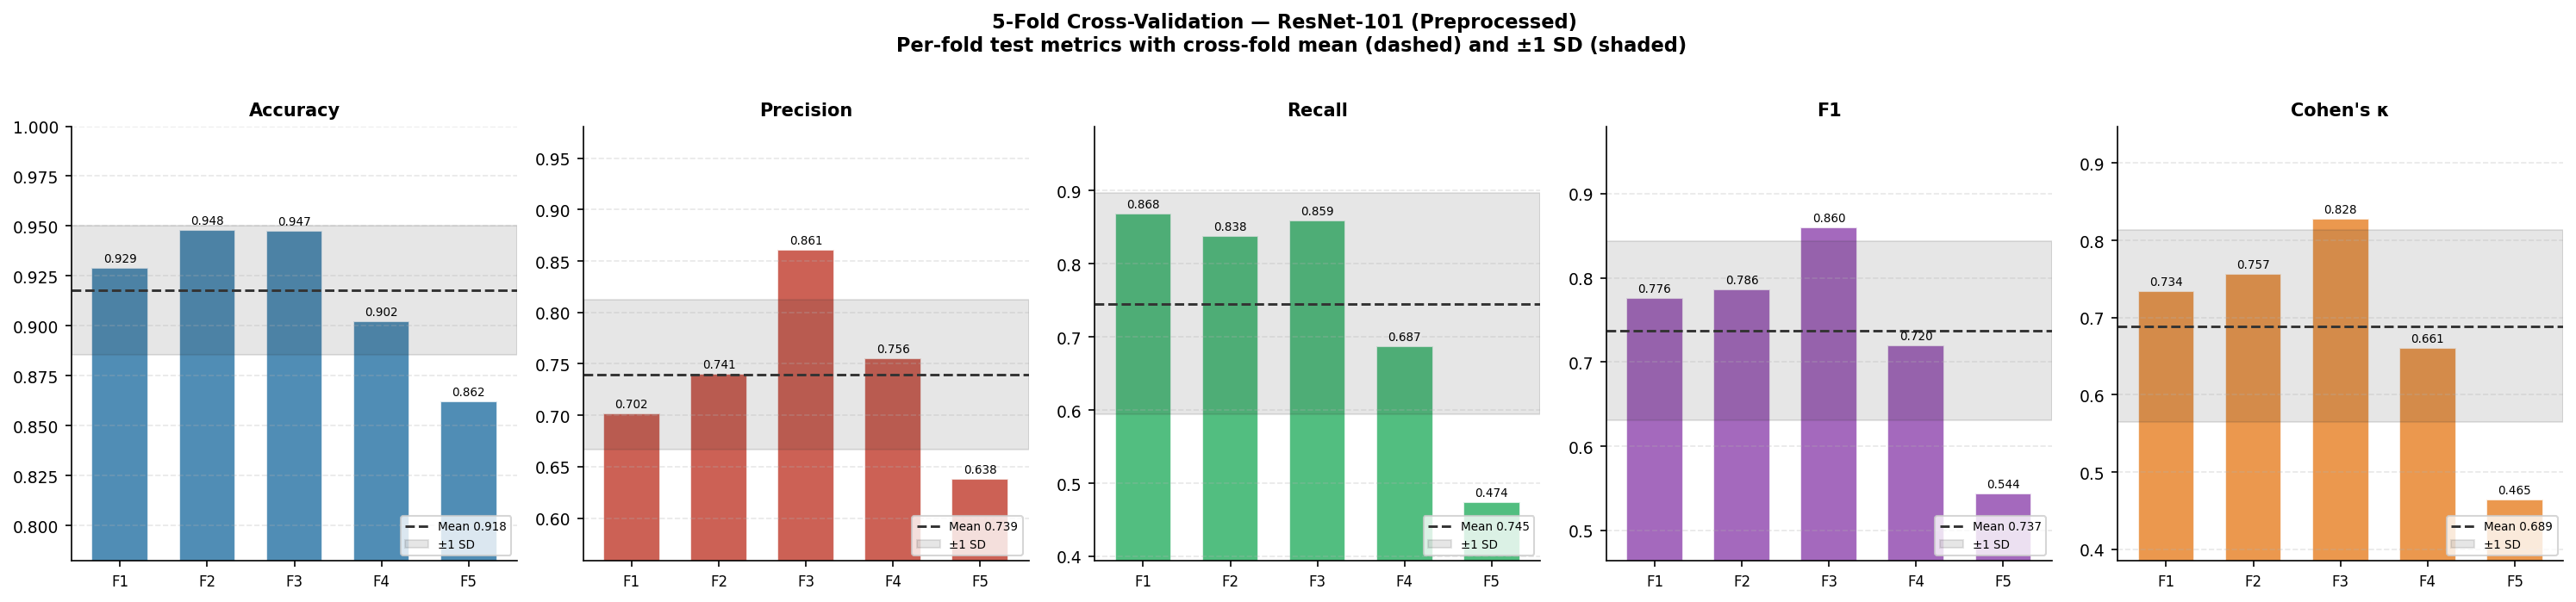 5-Fold Cross-Validation — ResNet-101 (Preprocessed)
Per-fold test metrics with cross-fold mean (dashed) and ±1 SD (shaded)
Accuracy
1.000
0.975
0.950
0.925
0.900
0.875
0.850
0.825
0.800
0.929
0.948
0.947
0.902
0.862
Mean 0.918
±1 SD
F1
F2
F3
F4
F5
Precision
0.95
0.90
0.85
0.80
0.75
0.70
0.65
0.60
0.702
0.741
0.861
0.756
0.638
Mean 0.739
±1 SD
F1
F2
F3
F4
F5
Recall
0.9
0.8
0.7
0.6
0.5
0.4
0.868
0.838
0.859
0.687
0.474
Mean 0.745
±1 SD
F1
F2
F3
F4
F5
F1
0.9
0.8
0.7
0.6
0.5
0.776
0.786
0.860
0.720
0.544
Mean 0.737
±1 SD
F1
F2
F3
F4
F5
Cohen's κ
0.9
0.8
0.7
0.6
0.5
0.4
0.734
0.757
0.828
0.661
0.465
Mean 0.689
±1 SD
F1
F2
F3
F4
F5